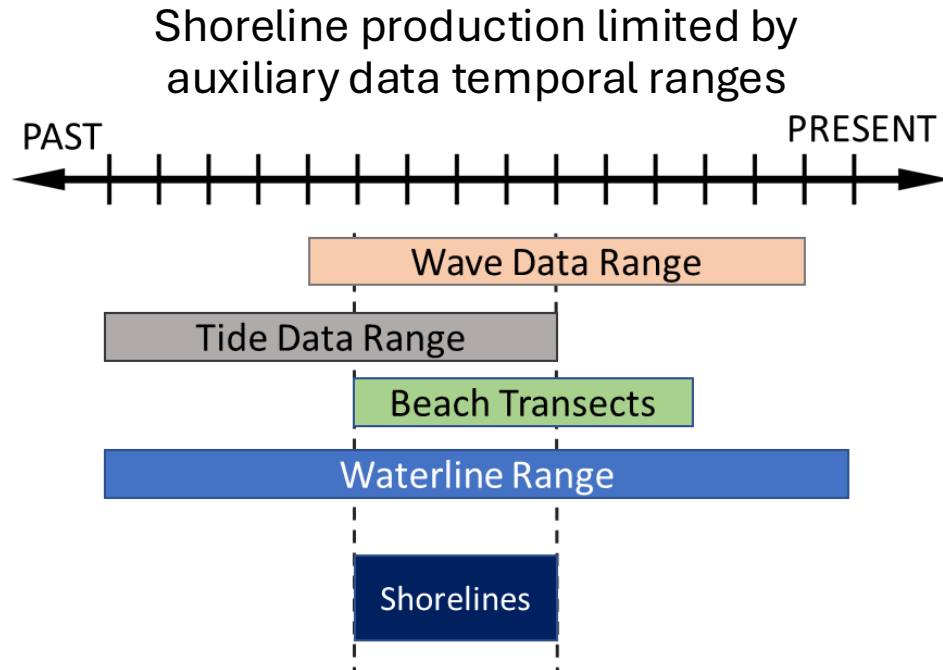 Shoreline production limited by
auxiliary data temporal ranges
PAST
PRESENT
Wave Data Range
Tide Data Range
Beach Transects
Waterline Range
Shorelines